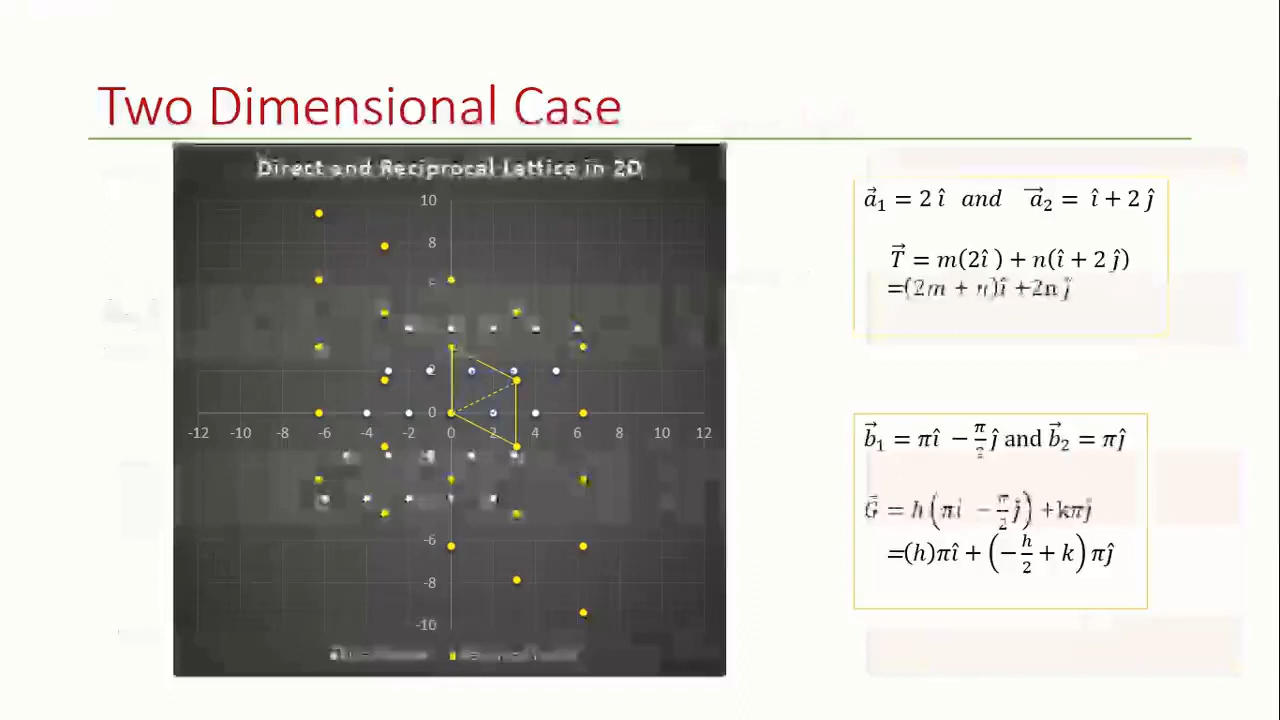 Two Dimensional Case
Direct and Reciprocal Lattice in 2D
10
8
2
0
-12 -10 -8 -6 -4 -2 0 2 4 6 8 10 12
-6
-8
-10
a⃗₁ = 2 î and a⃗₂ = î + 2 ĵ
T⃗ = m(2î ) + n(î + 2 ĵ)
=(2m + n)î +2n ĵ
b⃗₁ = πî − π/2 ĵ and b⃗₂ = πĵ
G⃗ = h(πî − π/2 ĵ) +kπĵ
=(h)πî + (−h/2 + k) πĵ